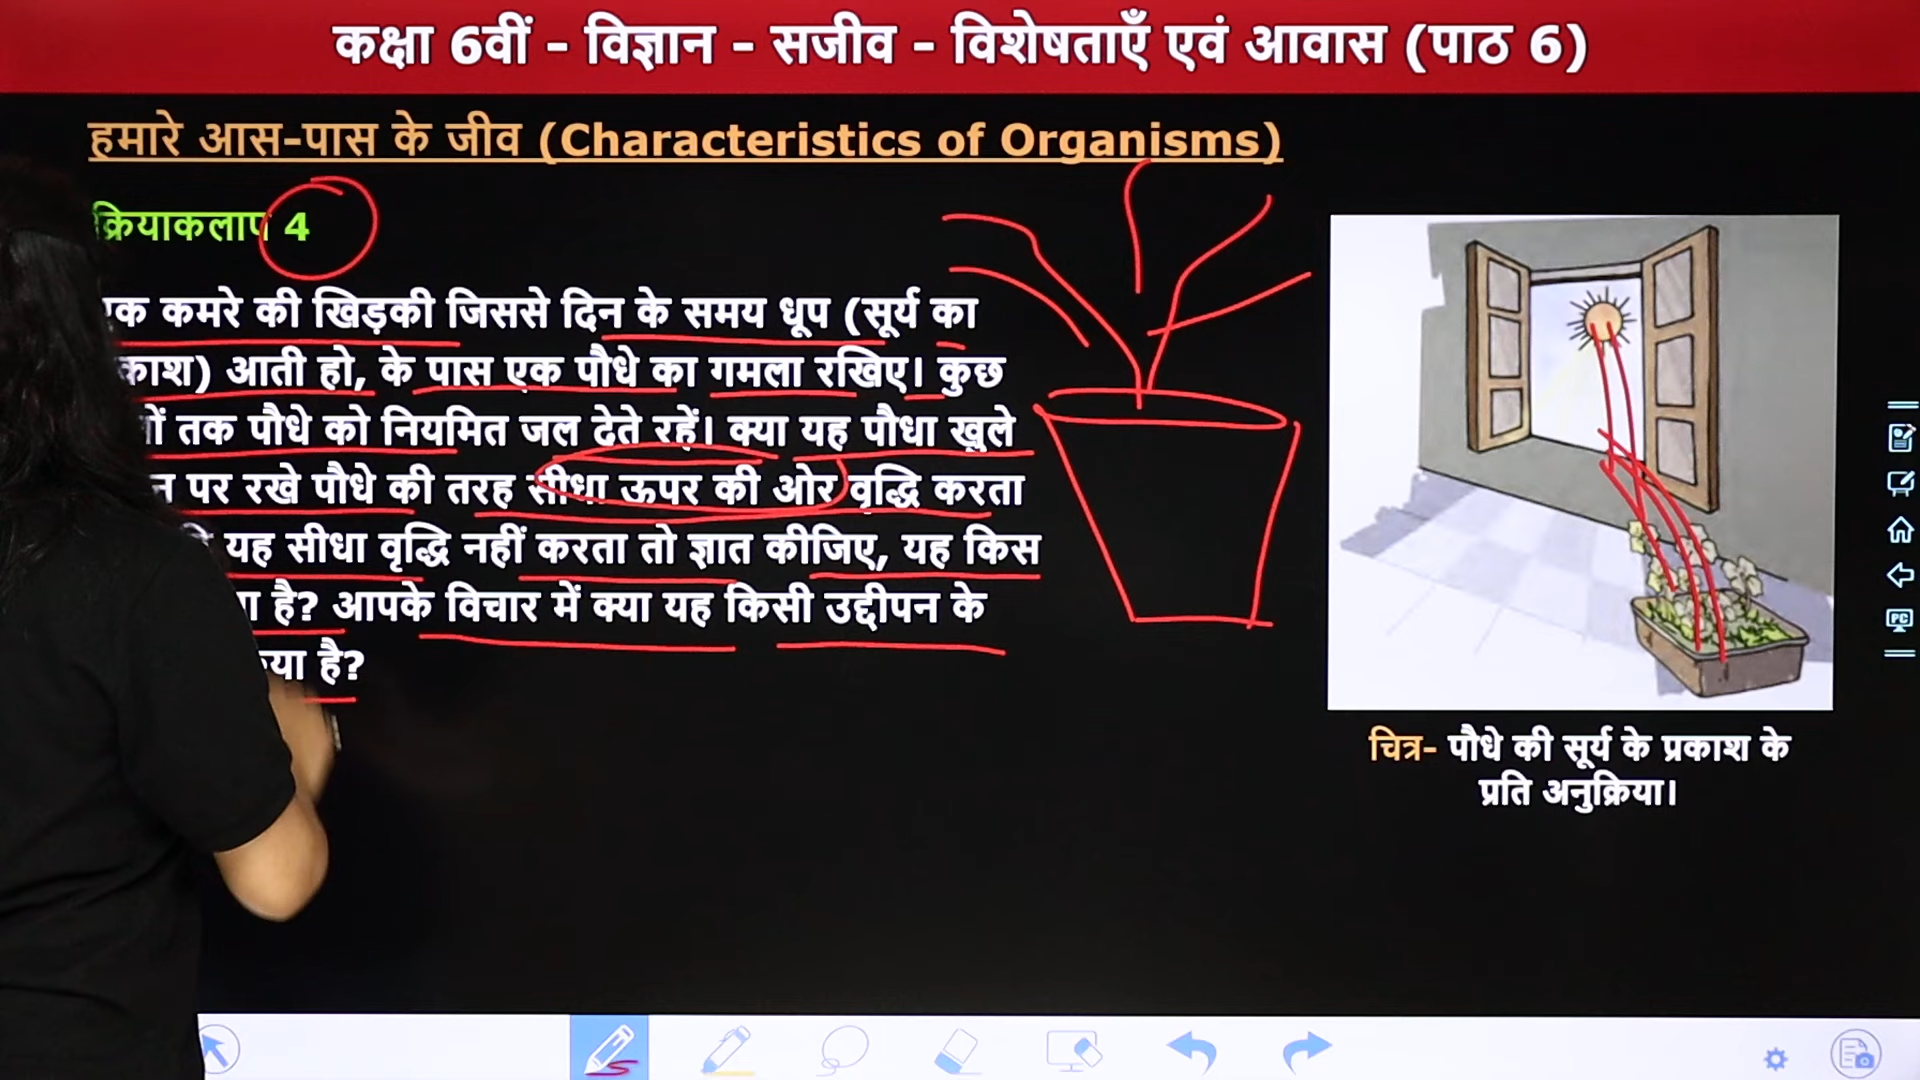 कक्षा 6वीं – विज्ञान – सजीव – विशेषताएँ एवं आवास (पाठ 6)
हमारे आस-पास के जीव (Characteristics of Organisms)
क्रियाकलाप 4
कमरे की खिड़की जिससे दिन के समय धूप (सूर्य का
आती हो, के पास एक पौधे का गमला रखिए। कुछ
तक पौधे को नियमित जल देते रहें। क्या यह पौधा खुले
पर रखे पौधे की तरह सीधा ऊपर की ओर वृद्धि करता
यह सीधा वृद्धि नहीं करता तो ज्ञात कीजिए, यह किस
है? आपके विचार में क्या यह किसी उद्दीपन के
है?
चित्र- पौधे की सूर्य के प्रकाश के
प्रति अनुक्रिया।
PC